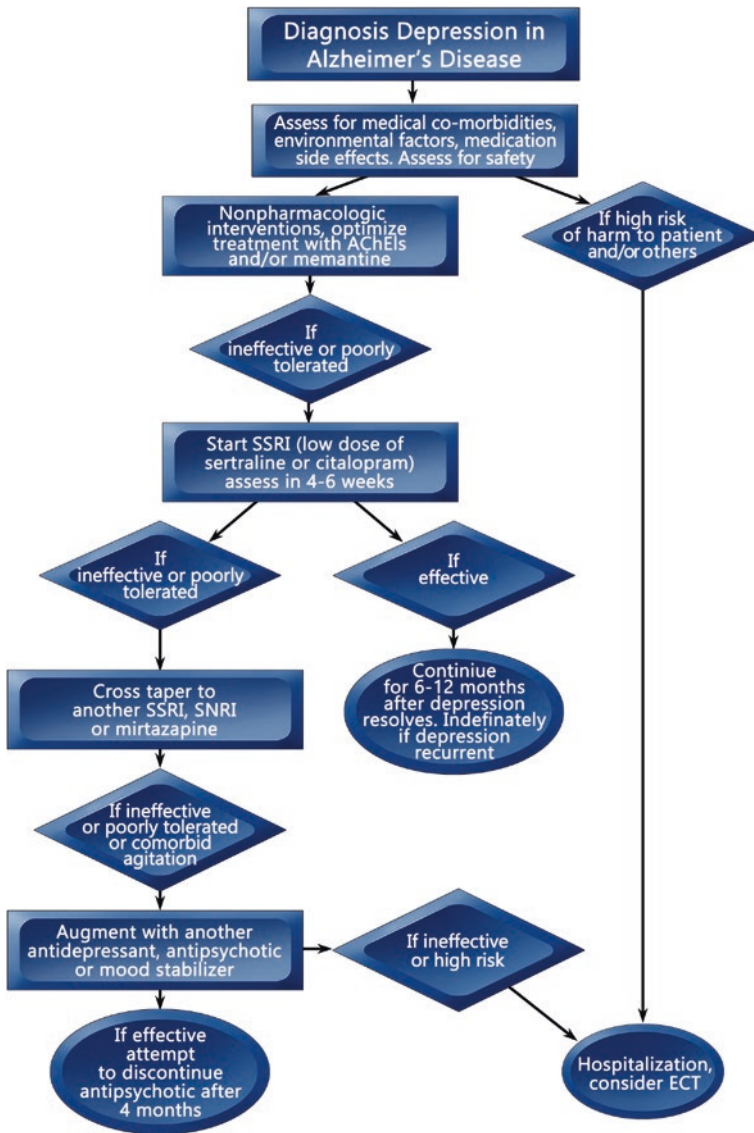 Diagnosis Depression in
Alzheimer's Disease
Assess for medical co-morbidities,
environmental factors, medication
side effects. Assess for safety
Nonpharmacologic
interventions, optimize
treatment with AChEIs
and/or memantine
If high risk
of harm to patient
and/or others
If
ineffective or poorly
tolerated
Start SSRI (low dose of
sertraline or citalopram)
assess in 4-6 weeks
If
ineffective or poorly
tolerated
If
effective
Cross taper to
another SSRI, SNRI
or mirtazapine
Continiue
for 6-12 months
after depression
resolves. Indefinately
if depression
recurrent
If ineffective
or poorly tolerated
or comorbid
agitation
Augment with another
antidepressant, antipsychotic
or mood stabilizer
If ineffective
or high risk
If effective
attempt
to discontinue
antipsychotic after
4 months
Hospitalization,
consider ECT